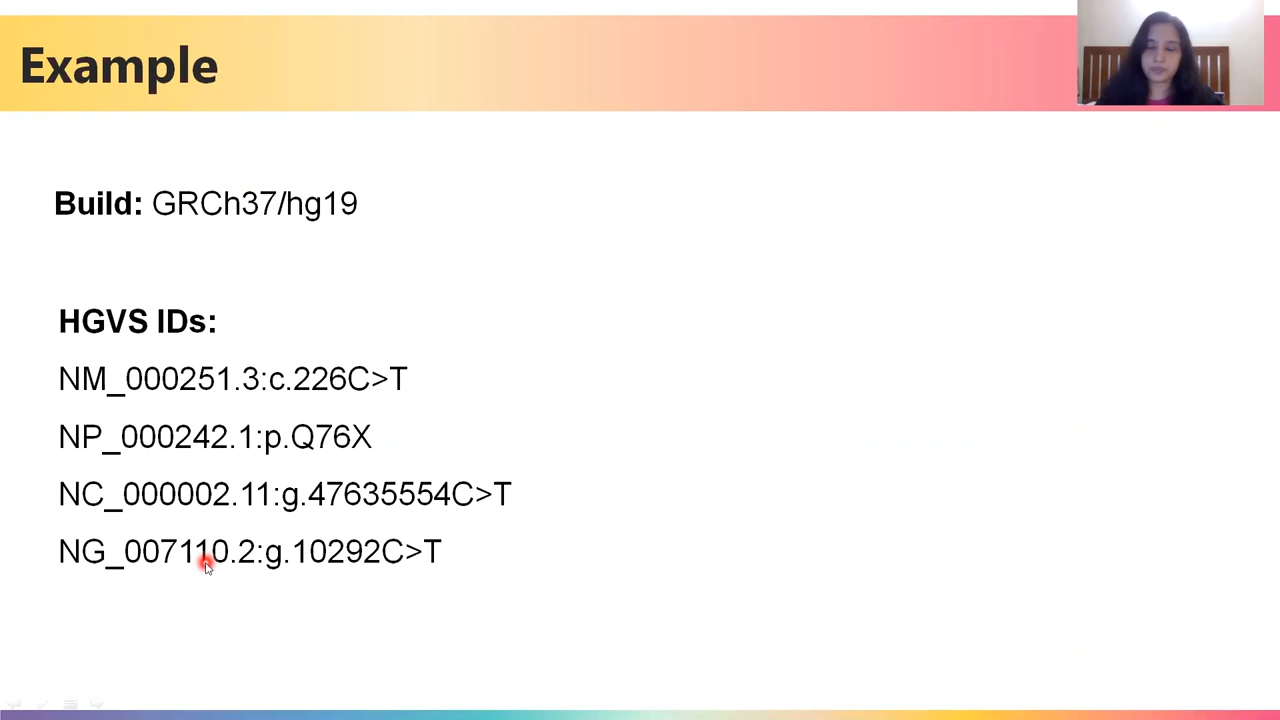 Example
Build: GRCh37/hg19
HGVS IDs:
NM_000251.3:c.226C>T
NP_000242.1:p.Q76X
NC_000002.11:g.47635554C>T
NG_007110.2:g.10292C>T